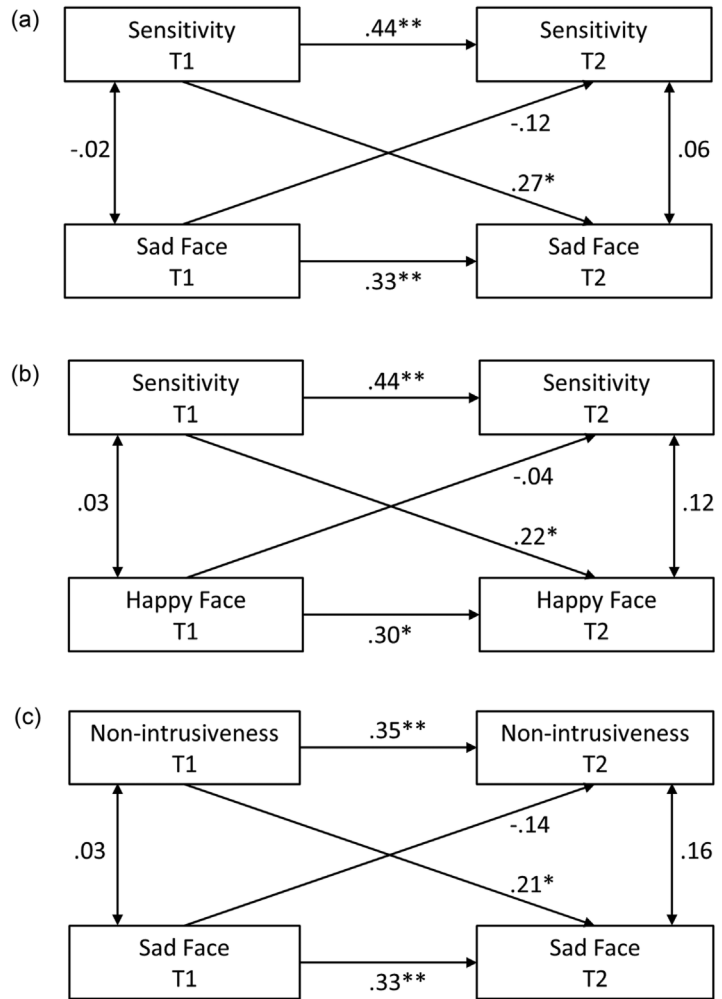 (a)
Sensitivity
T1
.44**
Sensitivity
T2
-.02
-.12
.27*
.06
Sad Face
T1
.33**
Sad Face
T2
(b)
Sensitivity
T1
.44**
Sensitivity
T2
.03
-.04
.22*
.12
Happy Face
T1
.30*
Happy Face
T2
(c)
Non-intrusiveness
T1
.35**
Non-intrusiveness
T2
.03
-.14
.21*
.16
Sad Face
T1
.33**
Sad Face
T2